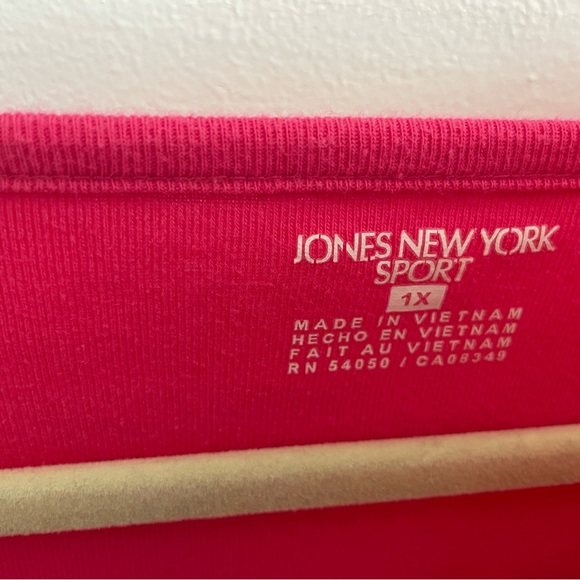 JONES NEW YORK
SPORT
1X
MADE IN VIETNAM
HECHO EN VIETNAM
FAIT AU VIETNAM
RN 54050 / CA08349